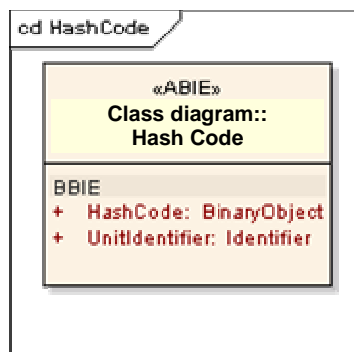 cd HashCode
«ABIE»
Class diagram::
Hash Code
BBIE
+ HashCode: BinaryObject
+ UnitIdentifier: Identifier